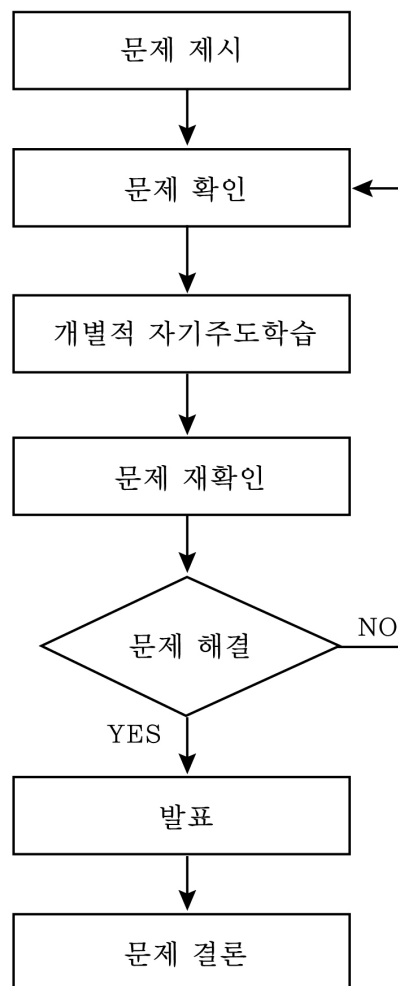 문제 제시
문제 확인
개별적 자기주도학습
문제 재확인
문제 해결
NO
YES
발표
문제 결론